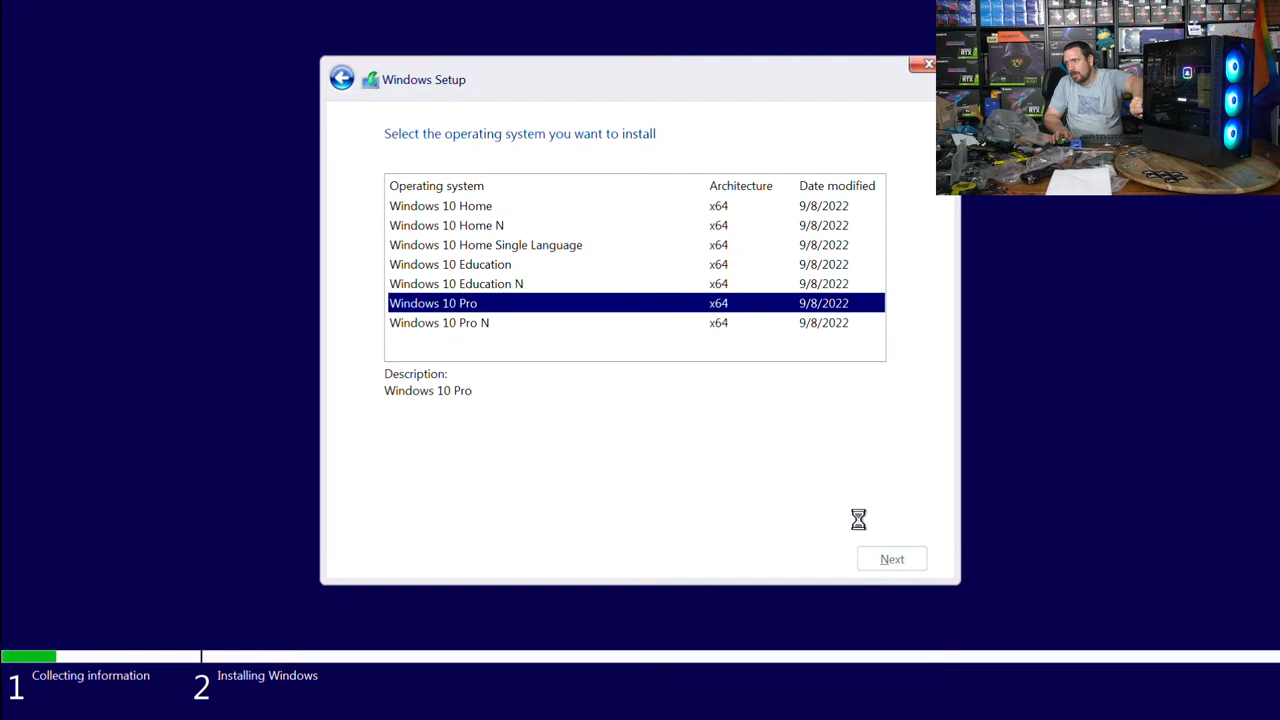 Windows Setup
Select the operating system you want to install
Operating system Architecture Date modified
Windows 10 Home x64 9/8/2022
Windows 10 Home N x64 9/8/2022
Windows 10 Home Single Language x64 9/8/2022
Windows 10 Education x64 9/8/2022
Windows 10 Education N x64 9/8/2022
Windows 10 Pro x64 9/8/2022
Windows 10 Pro N x64 9/8/2022
Description:
Windows 10 Pro
Next
1 Collecting information 2 Installing Windows